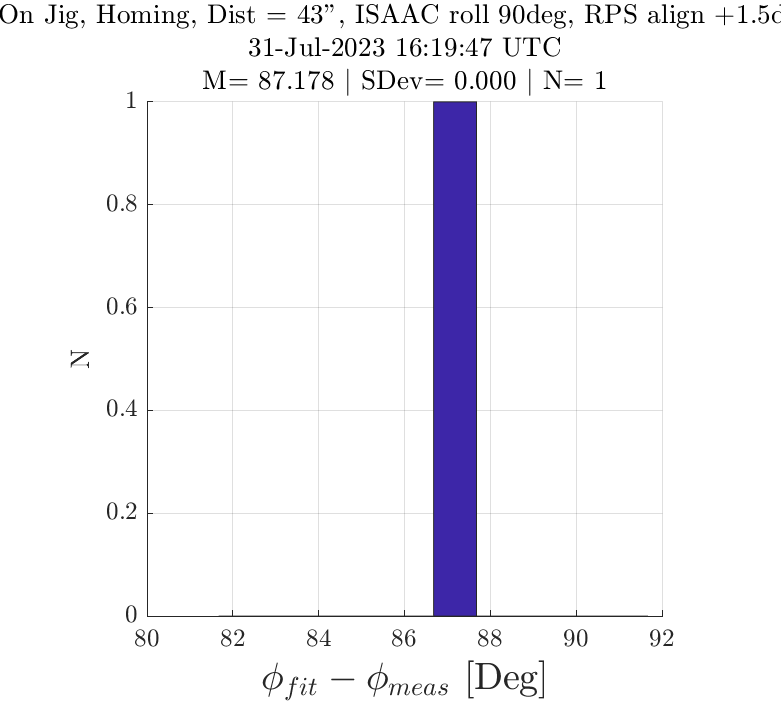 On Jig, Homing, Dist = 43", ISAAC roll 90deg, RPS align +1.5d
31-Jul-2023 16:19:47 UTC
M= 87.178 | SDev= 0.000 | N= 1
1
0.8
0.6
0.4
0.2
0
N
80 82 84 86 88 90 92
ϕ_fit − ϕ_meas [Deg]